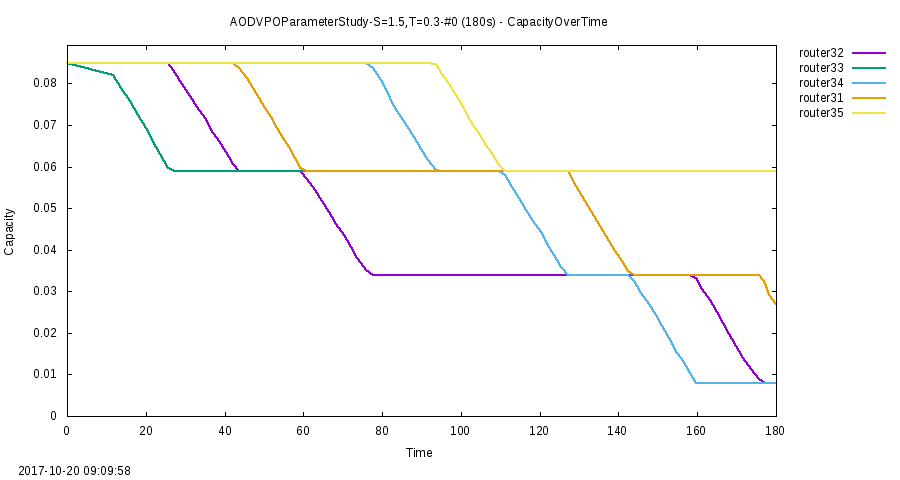 AODVPOParameterStudy-S=1.5,T=0.3-#0 (180s) - CapacityOverTime
router32
router33
router34
router31
router35
0.08
0.07
0.06
0.05
0.04
0.03
0.02
0.01
0
Capacity
0 20 40 60 80 100 120 140 160 180
Time
2017-10-20 09:09:58